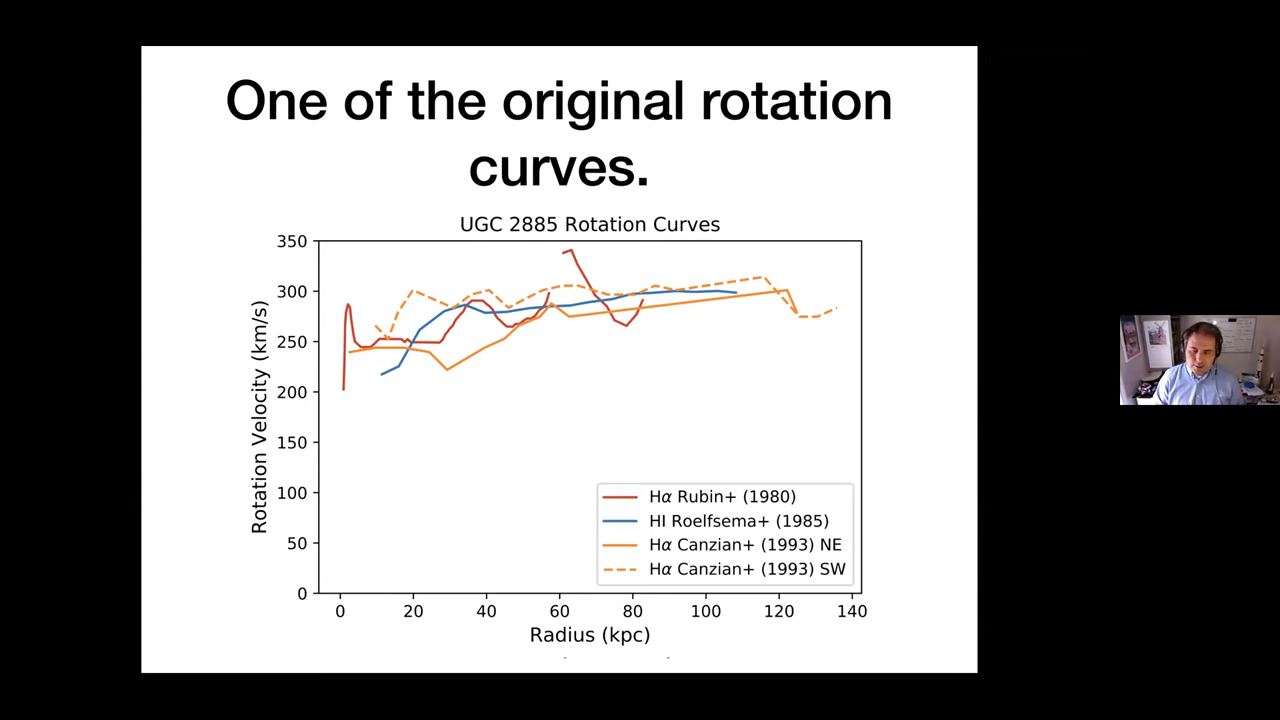 One of the original rotation
curves.
UGC 2885 Rotation Curves
350
300
250
200
150
100
50
0
Rotation Velocity (km/s)
Hα Rubin+ (1980)
HI Roelfsema+ (1985)
Hα Canzian+ (1993) NE
Hα Canzian+ (1993) SW
0 20 40 60 80 100 120 140
Radius (kpc)